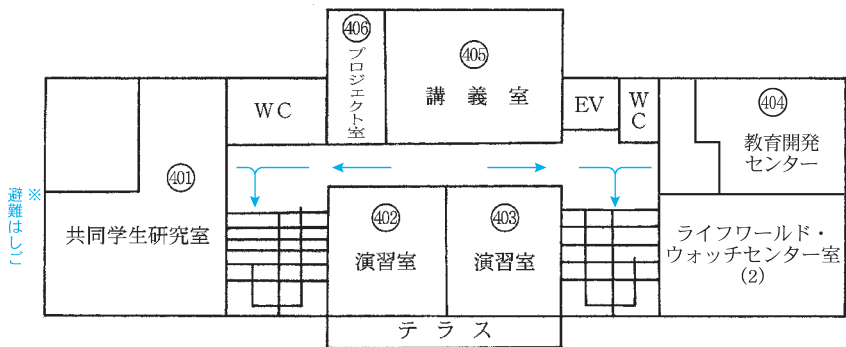 406
プロジェクト室
405
講義室
WC
EV
WC
404
教育開発
センター
401
共同学生研究室
※
避難はしご
402
演習室
403
演習室
ライフワールド・
ウォッチセンター室
(2)
テラス